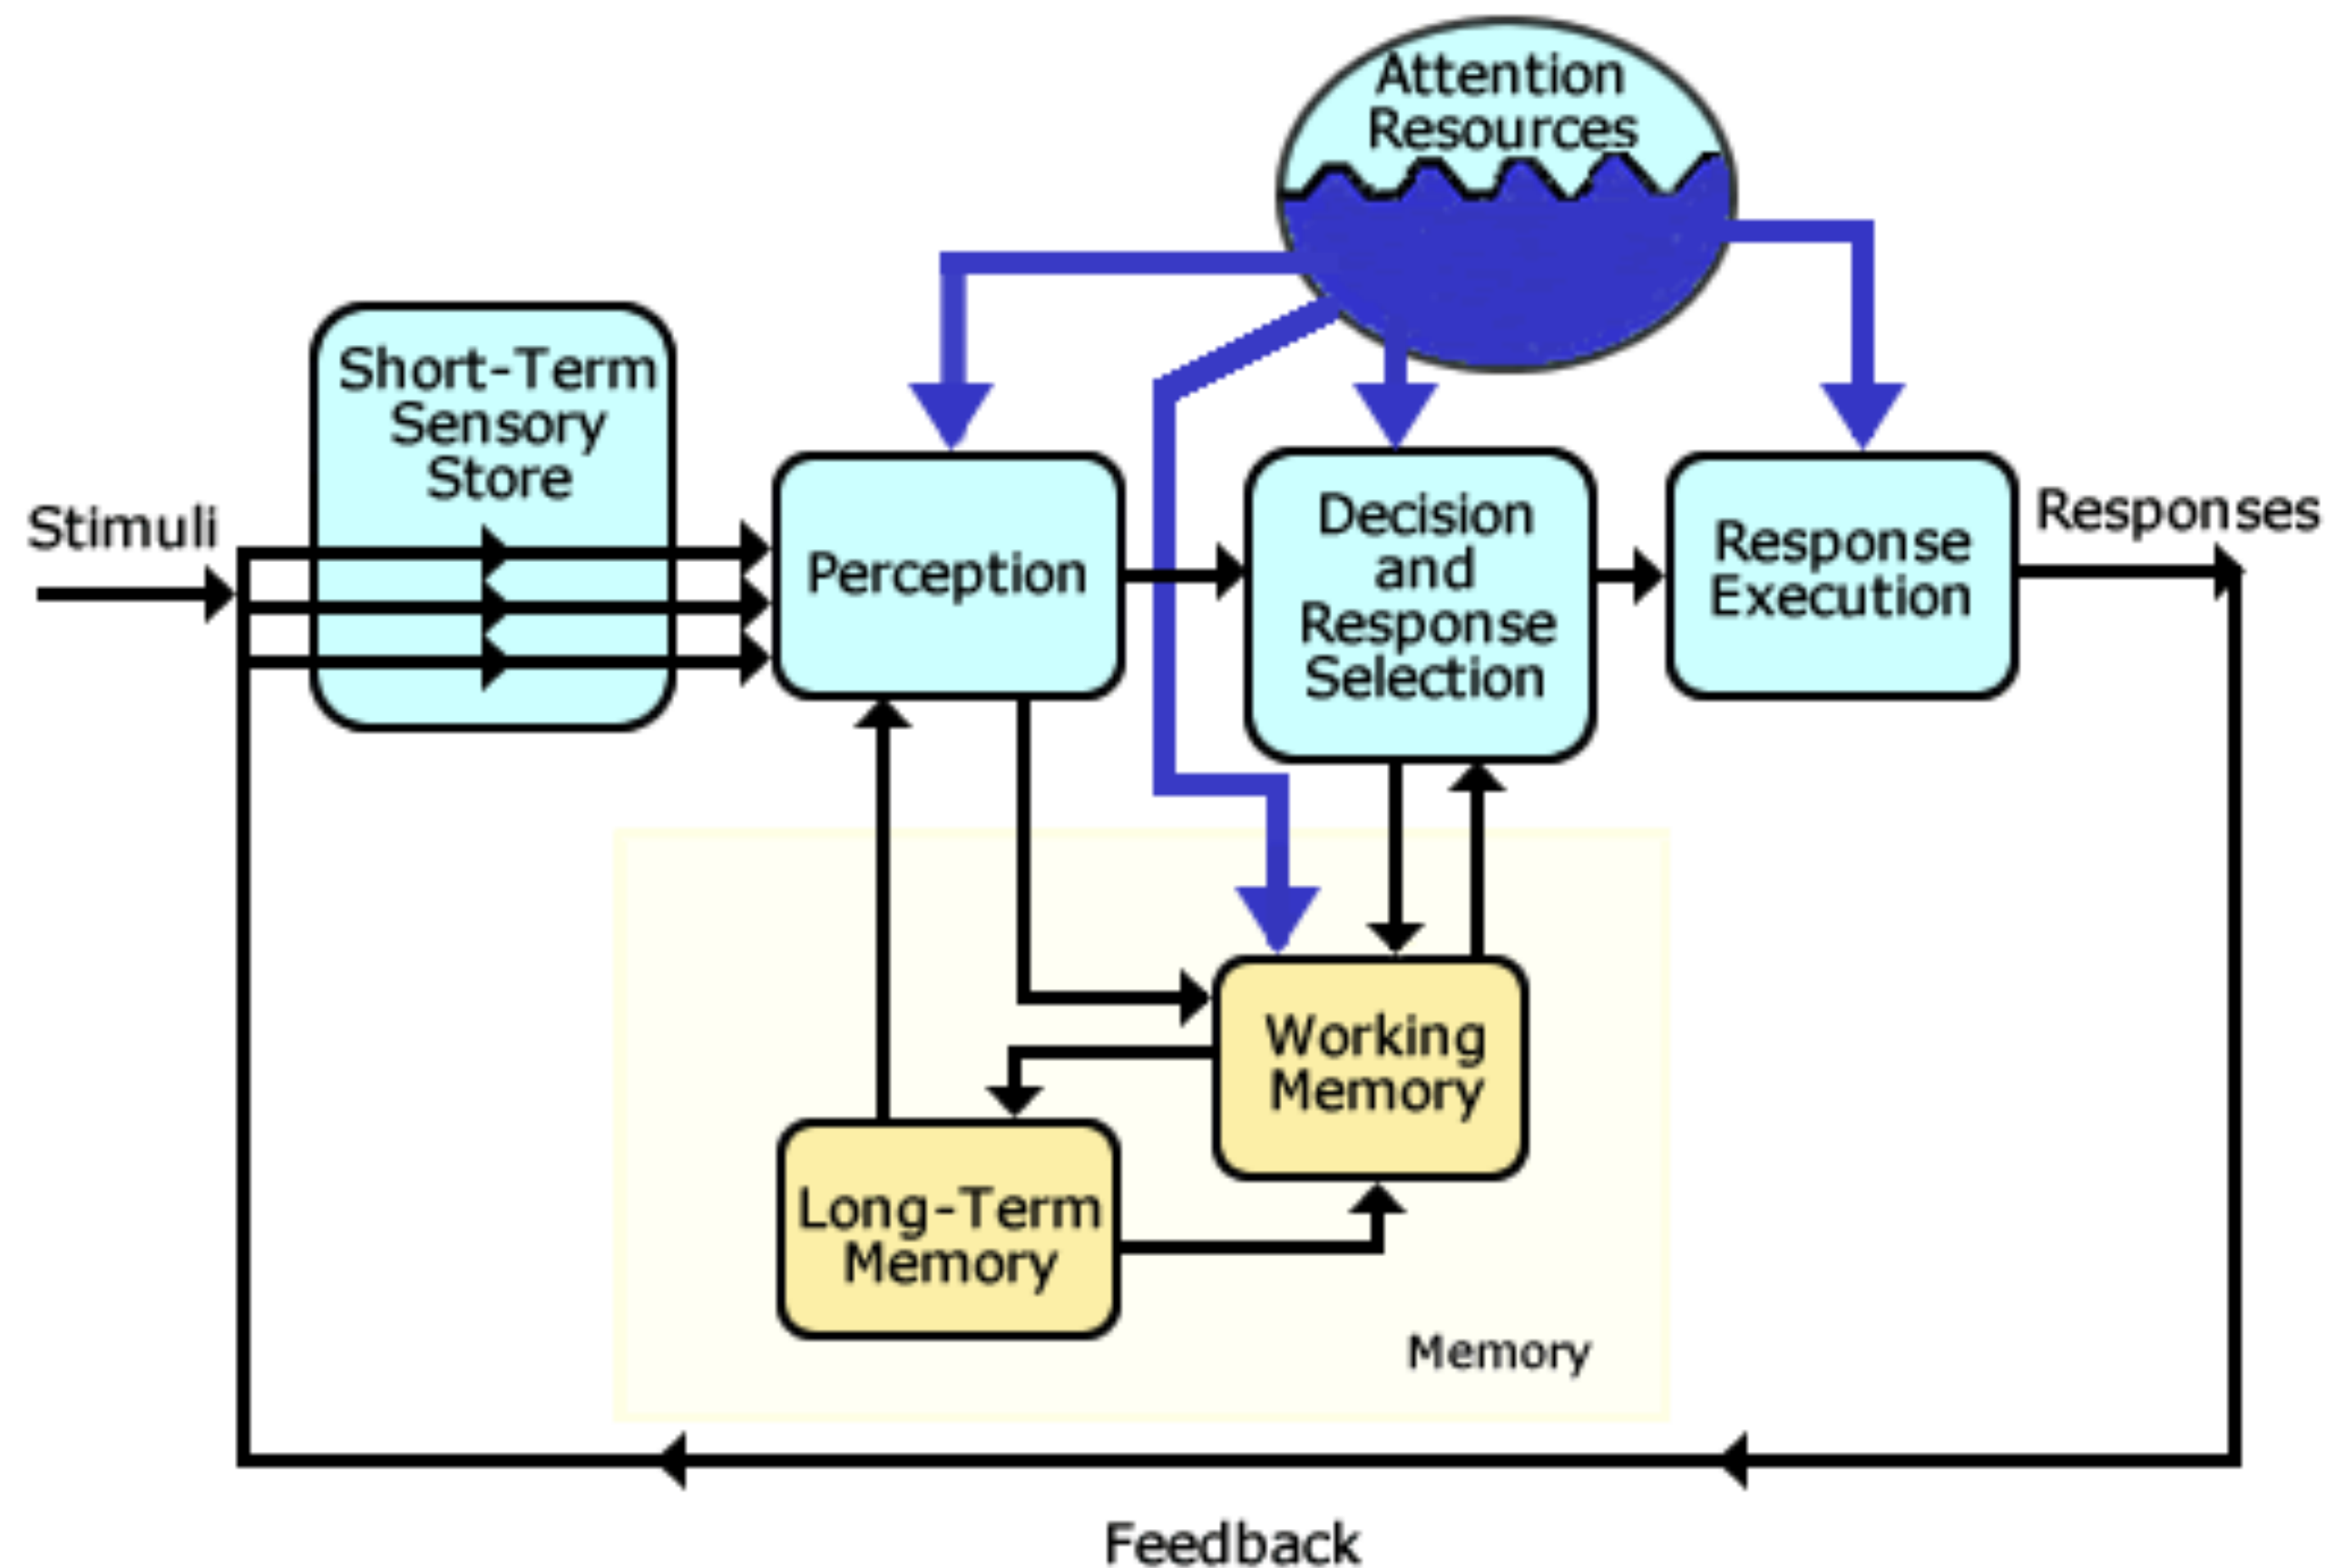 Attention
Resources
Short-Term
Sensory
Store
Stimuli
Perception
Decision
and
Response
Selection
Response
Execution
Responses
Working
Memory
Long-Term
Memory
Memory
Feedback